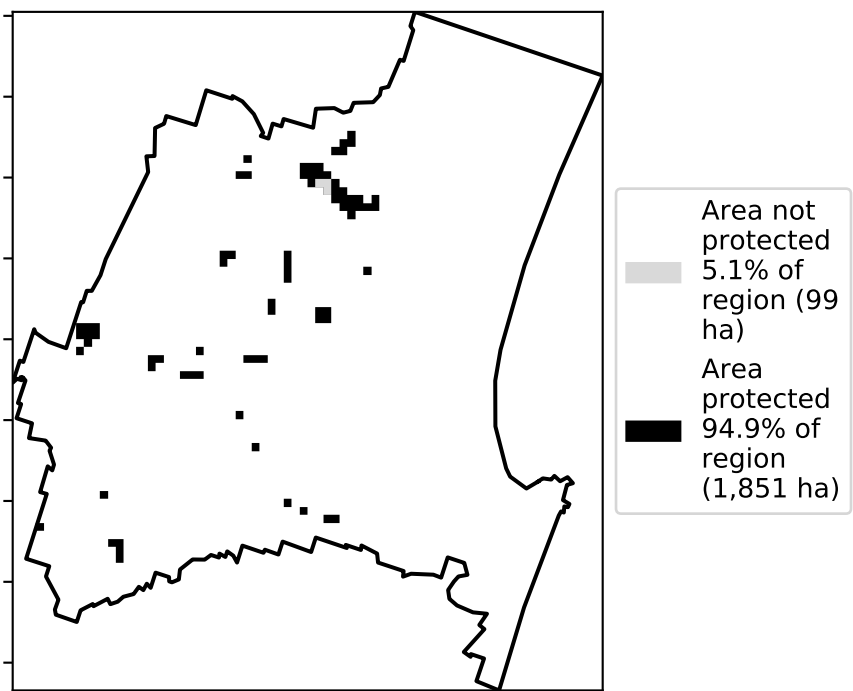 Area not
protected
5.1% of
region (99
ha)
Area
protected
94.9% of
region
(1,851 ha)